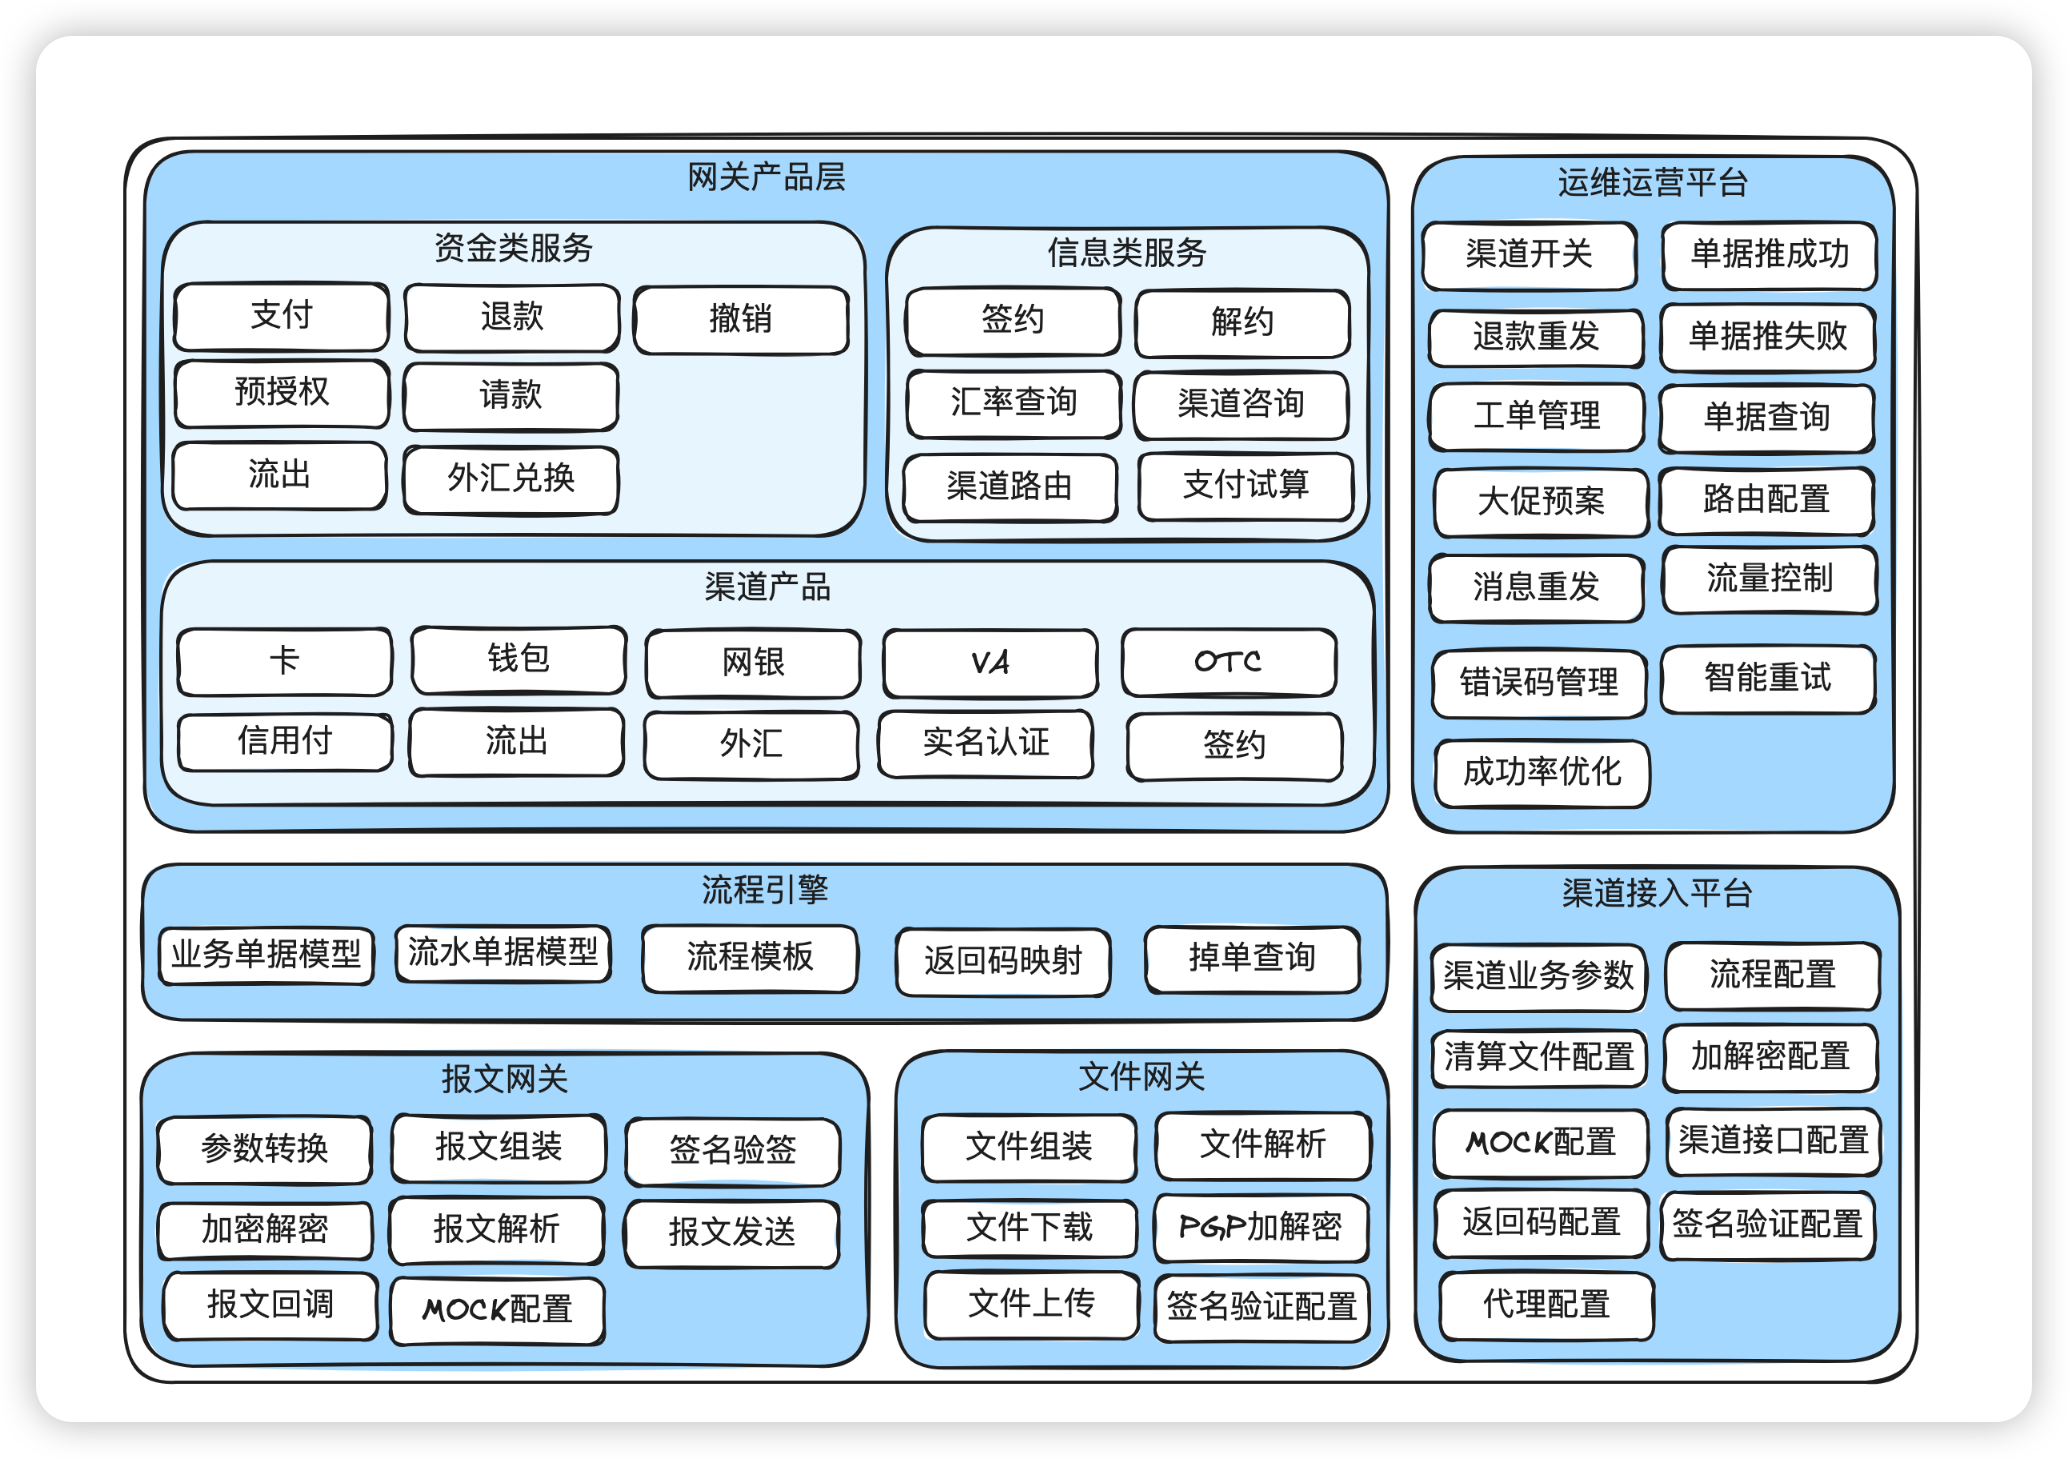 网关产品层
资金类服务
支付
退款
撤销
预授权
请款
流出
外汇兑换
信息类服务
签约
解约
汇率查询
渠道咨询
渠道路由
支付试算
渠道产品
卡
钱包
网银
VA
OTC
信用付
流出
外汇
实名认证
签约
运维运营平台
渠道开关
单据推成功
退款重发
单据推失败
工单管理
单据查询
大促预案
路由配置
消息重发
流量控制
错误码管理
智能重试
成功率优化
流程引擎
业务单据模型
流水单据模型
流程模板
返回码映射
掉单查询
报文网关
参数转换
报文组装
签名验签
加密解密
报文解析
报文发送
报文回调
MOCK配置
文件网关
文件组装
文件解析
文件下载
PGP加解密
文件上传
签名验证配置
渠道接入平台
渠道业务参数
流程配置
清算文件配置
加解密配置
MOCK配置
渠道接口配置
返回码配置
签名验证配置
代理配置